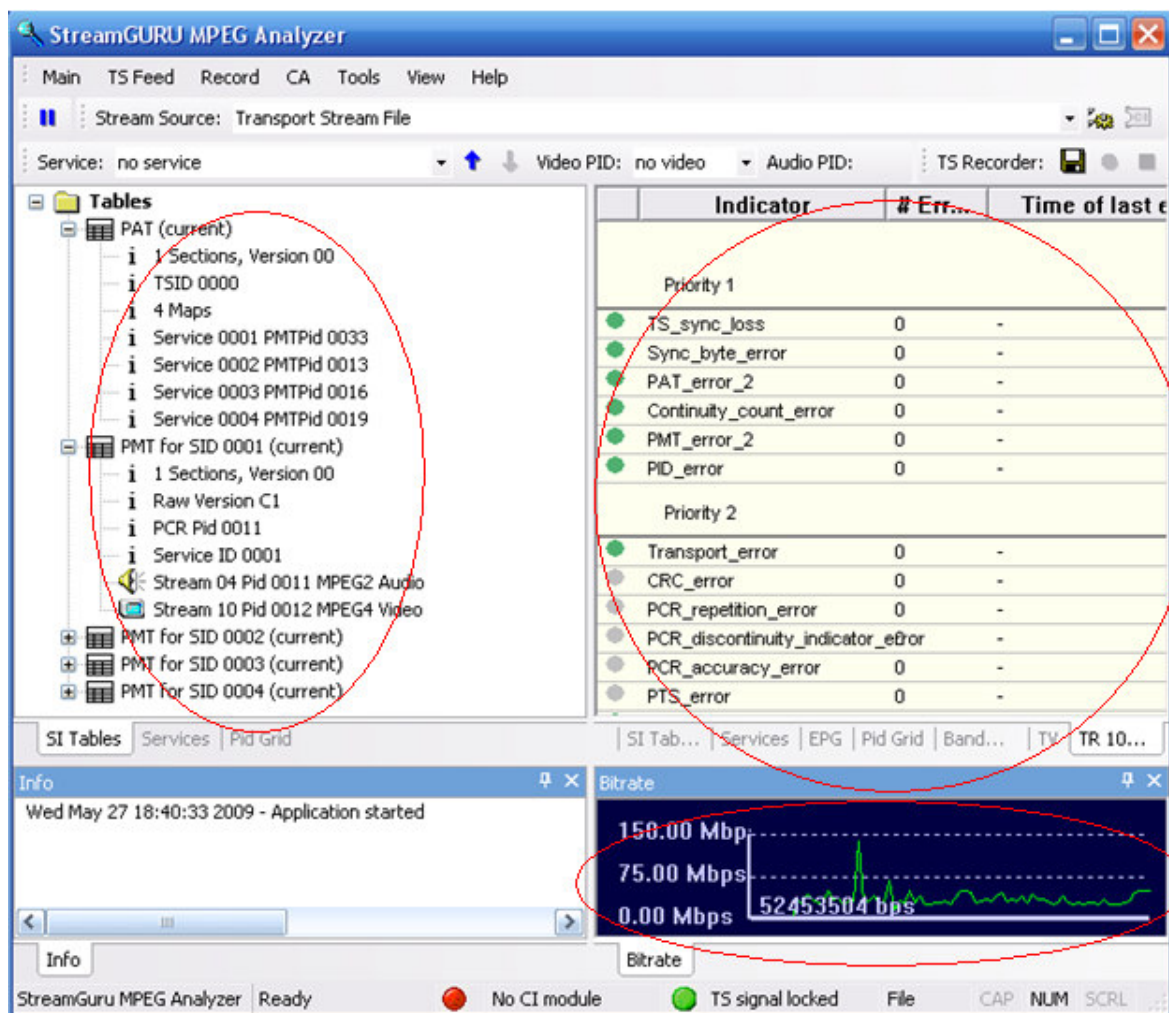 StreamGURU MPEG Analyzer
Main TS Feed Record CA Tools View Help
Stream Source: Transport Stream File
Service: no service Video PID: no video Audio PID: TS Recorder:
Tables
PAT (current)
i 1 Sections, Version 00
i TSID 0000
i 4 Maps
i Service 0001 PMTPid 0033
i Service 0002 PMTPid 0013
i Service 0003 PMTPid 0016
i Service 0004 PMTPid 0019
PMT for SID 0001 (current)
i 1 Sections, Version 00
i Raw Version C1
i PCR Pid 0011
i Service ID 0001
Stream 04 Pid 0011 MPEG2 Audio
Stream 10 Pid 0012 MPEG4 Video
PMT for SID 0002 (current)
PMT for SID 0003 (current)
PMT for SID 0004 (current)
SI Tables Services Pid Grid
Indicator # Err... Time of last e
Priority 1
TS_sync_loss 0 -
Sync_byte_error 0 -
PAT_error_2 0 -
Continuity_count_error 0 -
PMT_error_2 0 -
PID_error 0 -
Priority 2
Transport_error 0 -
CRC_error 0 -
PCR_repetition_error 0 -
PCR_discontinuity_indicator_error 0 -
PCR_accuracy_error 0 -
PTS_error 0 -
SI Tab... Services EPG Pid Grid Band... TV TR 10...
Info
Wed May 27 18:40:33 2009 - Application started
Info
Bitrate
150.00 Mbp
75.00 Mbps
52453504 bps
0.00 Mbps
Bitrate
StreamGuru MPEG Analyzer Ready No CI module TS signal locked File CAP NUM SCRL